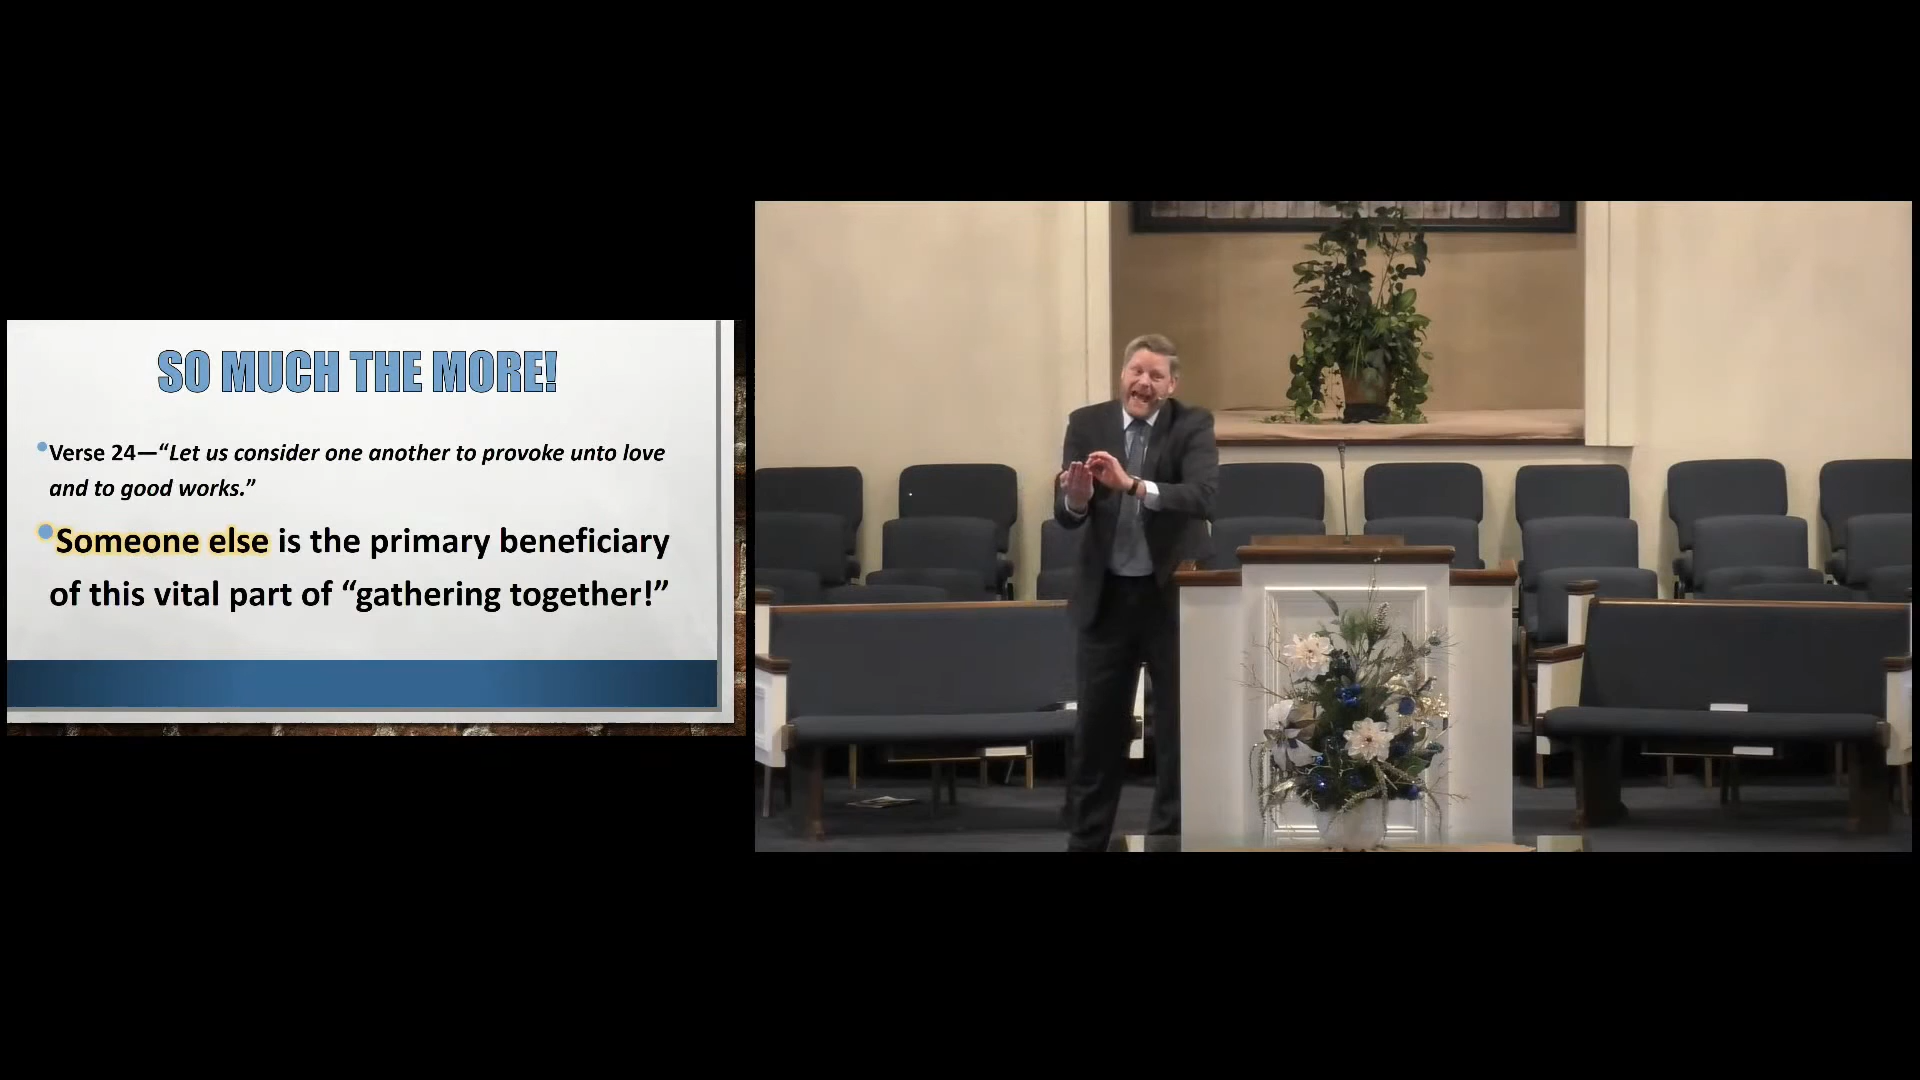 SO MUCH THE MORE!
Verse 24—“Let us consider one another to provoke unto love
and to good works.”
Someone else is the primary beneficiary
of this vital part of “gathering together!”